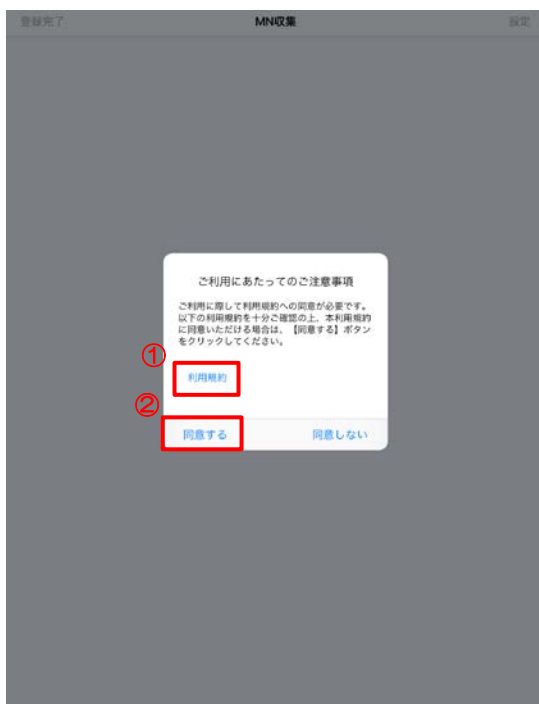 登録完了 MN収集 設定
ご利用にあたってのご注意事項
ご利用に際して利用規約への同意が必要です。
以下の利用規約を十分ご確認の上、本利用規約
に同意いただける場合は、【同意する】ボタン
をクリックしてください。
①
利用規約
②
同意する 同意しない